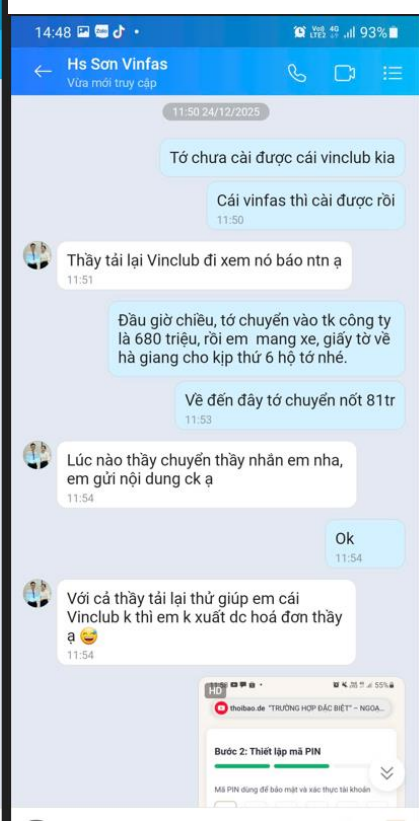 14:48 Zalo Vo) LTE2 4G 93%
Hs Sơn Vinfas
Vừa mới truy cập
11:50 24/12/2025
Tớ chưa cài được cái vinclub kia
Cái vinfas thì cài được rồi
11:50
Thầy tải lại Vinclub đi xem nó báo ntn ạ
11:51
Đầu giờ chiều, tớ chuyển vào tk công ty
là 680 triệu, rồi em mang xe, giấy tờ về
hà giang cho kịp thứ 6 hộ tớ nhé.
Về đến đây tớ chuyển nốt 81tr
11:53
Lúc nào thầy chuyển thầy nhắn em nha,
em gửi nội dung ck ạ
11:54
Ok
11:54
Với cả thầy tải lại thử giúp em cái
Vinclub k thì em k xuất dc hoá đơn thầy
ạ 😅
11:54
HD
55%
thoibao.de "TRƯỜNG HỢP ĐẶC BIỆT" – NGOA...
Bước 2: Thiết lập mã PIN
Mã PIN dùng để bảo mật và xác thực tài khoản